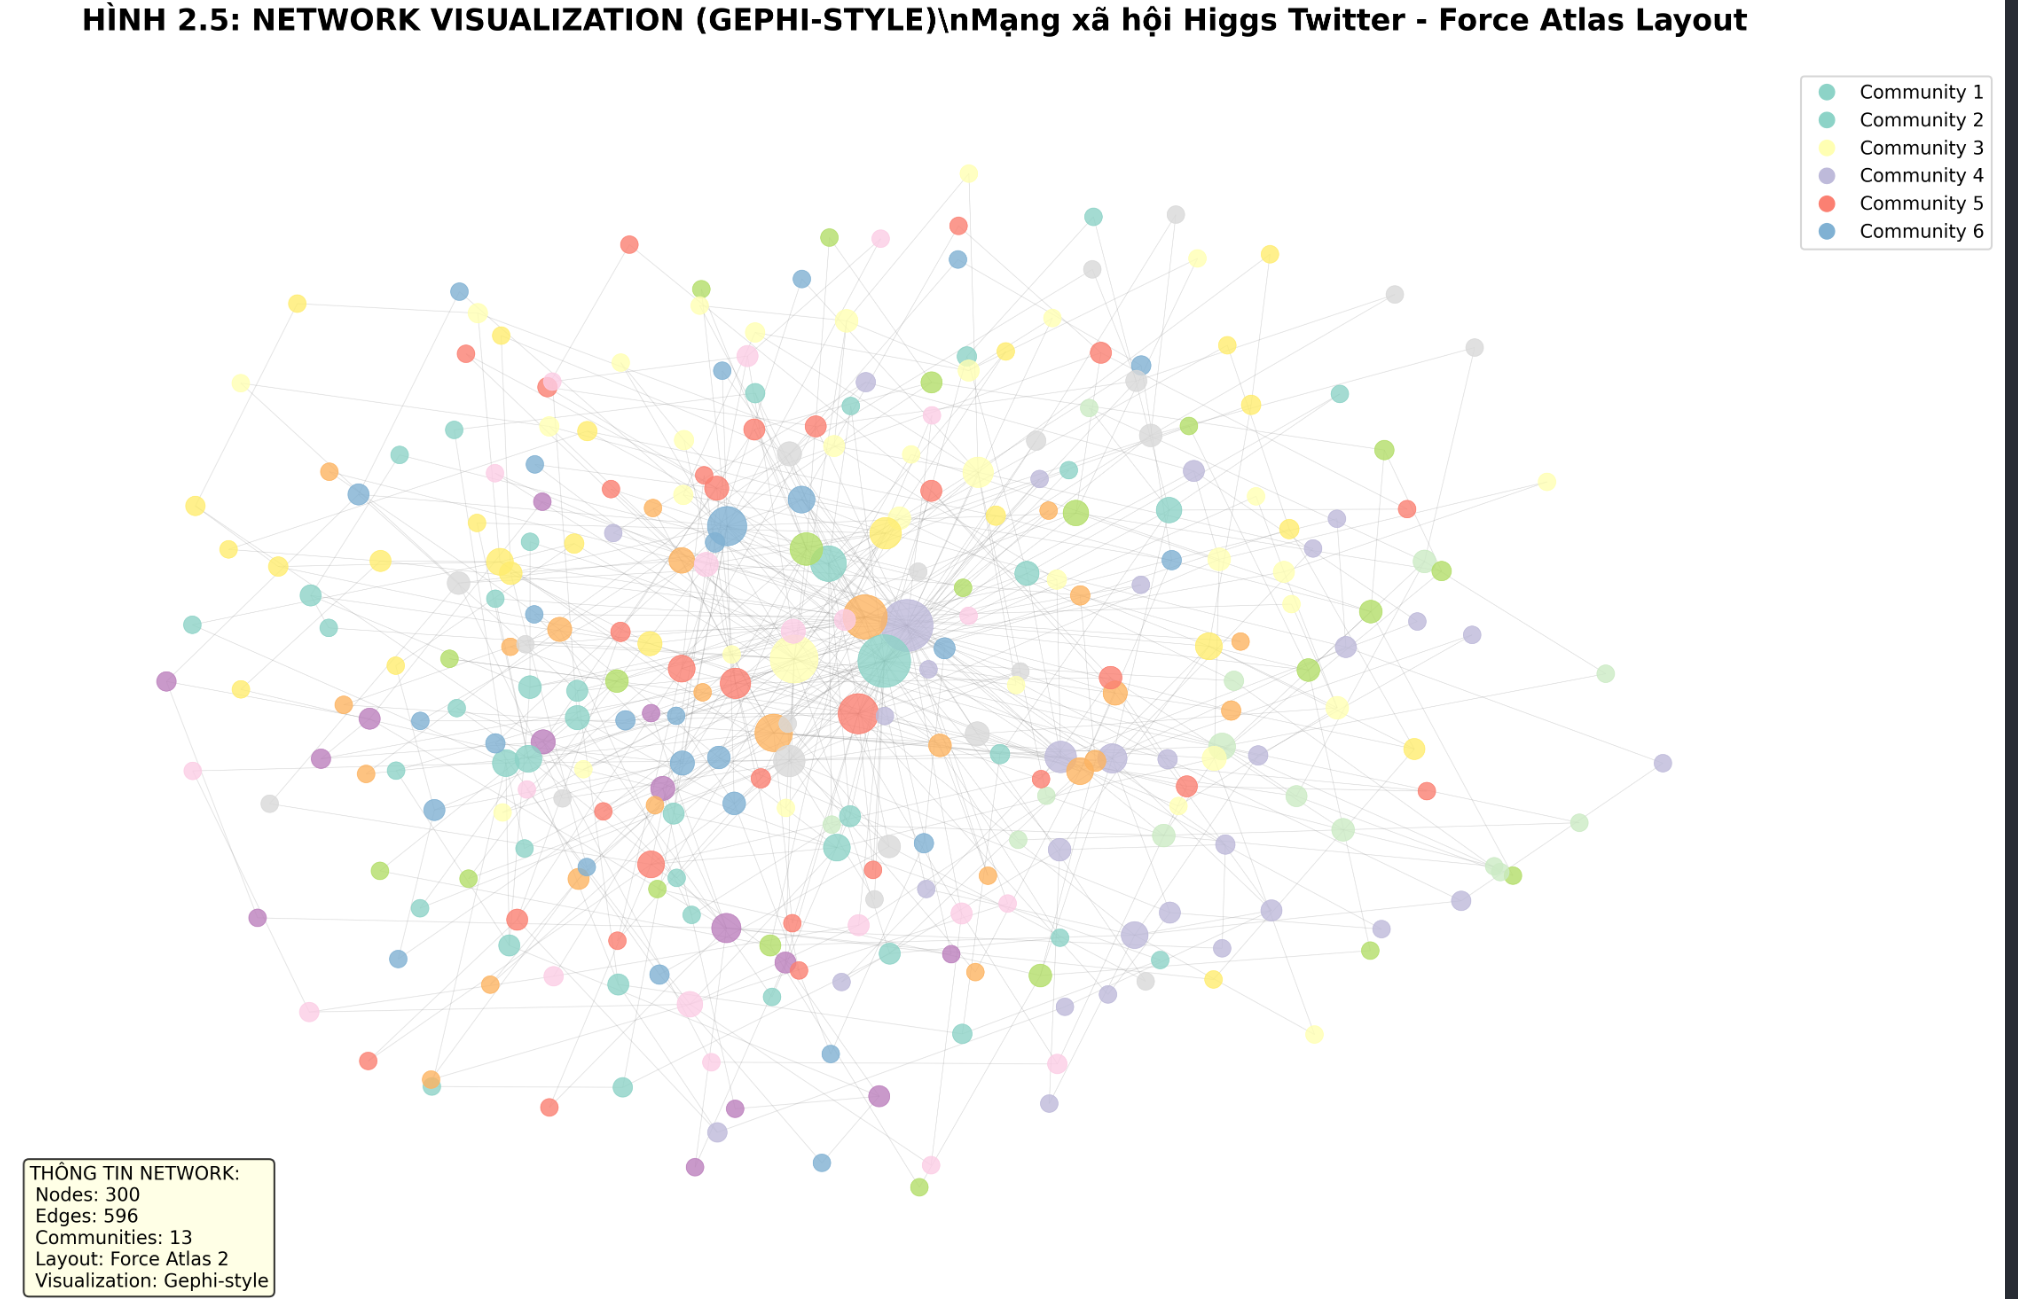 HÌNH 2.5: NETWORK VISUALIZATION (GEPHI-STYLE)\nMạng xã hội Higgs Twitter - Force Atlas Layout
Community 1
Community 2
Community 3
Community 4
Community 5
Community 6
THÔNG TIN NETWORK:
Nodes: 300
Edges: 596
Communities: 13
Layout: Force Atlas 2
Visualization: Gephi-style